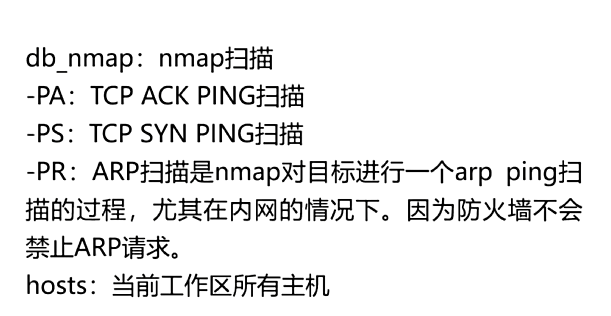 db_nmap：nmap扫描
-PA：TCP ACK PING扫描
-PS：TCP SYN PING扫描
-PR：ARP扫描是nmap对目标进行一个arp  ping扫
描的过程，尤其在内网的情况下。因为防火墙不会
禁止ARP请求。
hosts：当前工作区所有主机